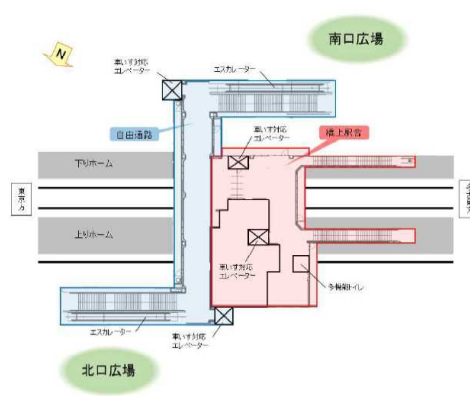 南口広場
N
車いす対応
エレベーター
エスカレーター
自由通路
車いす対応
エレベーター
橋上駅舎
下りホーム
東京方
名古屋方
上りホーム
車いす対応
エレベーター
多機能トイレ
エスカレーター
車いす対応
エレベーター
北口広場